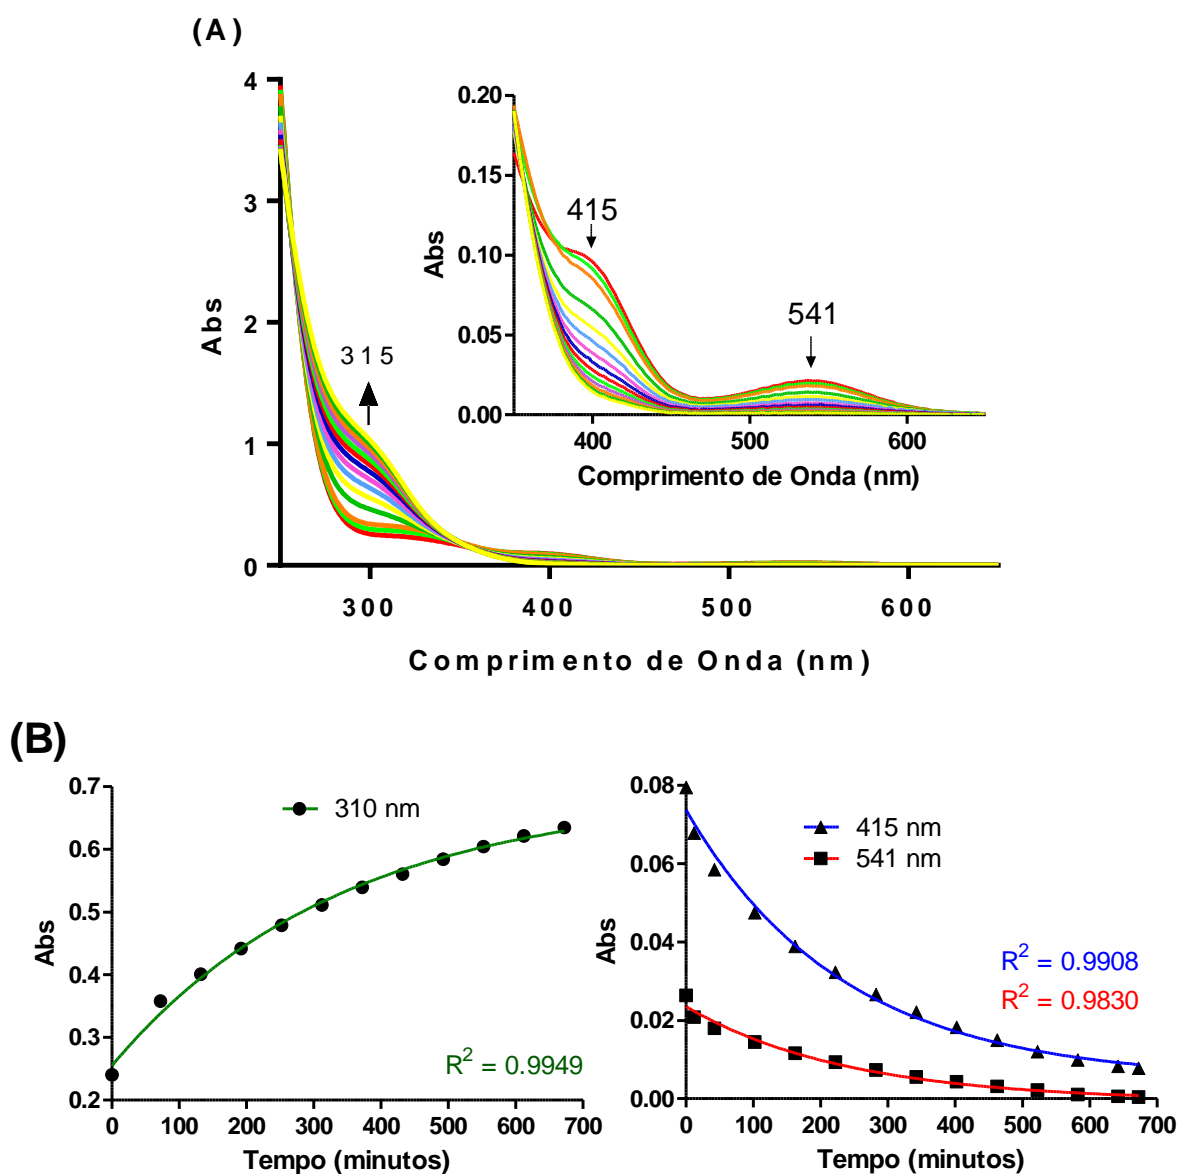 (A)
4
3
2
1
0
Abs
315
300
400
500
600
Comprimento de Onda (nm)
0.20
0.15
0.10
0.05
0.00
Abs
415
541
400
500
600
Comprimento de Onda (nm)
(B)
0.7
0.6
0.5
0.4
0.3
0.2
Abs
310 nm
R² = 0.9949
0 100 200 300 400 500 600 700
Tempo (minutos)
0.08
0.06
0.04
0.02
0.00
Abs
415 nm
541 nm
R² = 0.9908
R² = 0.9830
0 100 200 300 400 500 600 700
Tempo (minutos)